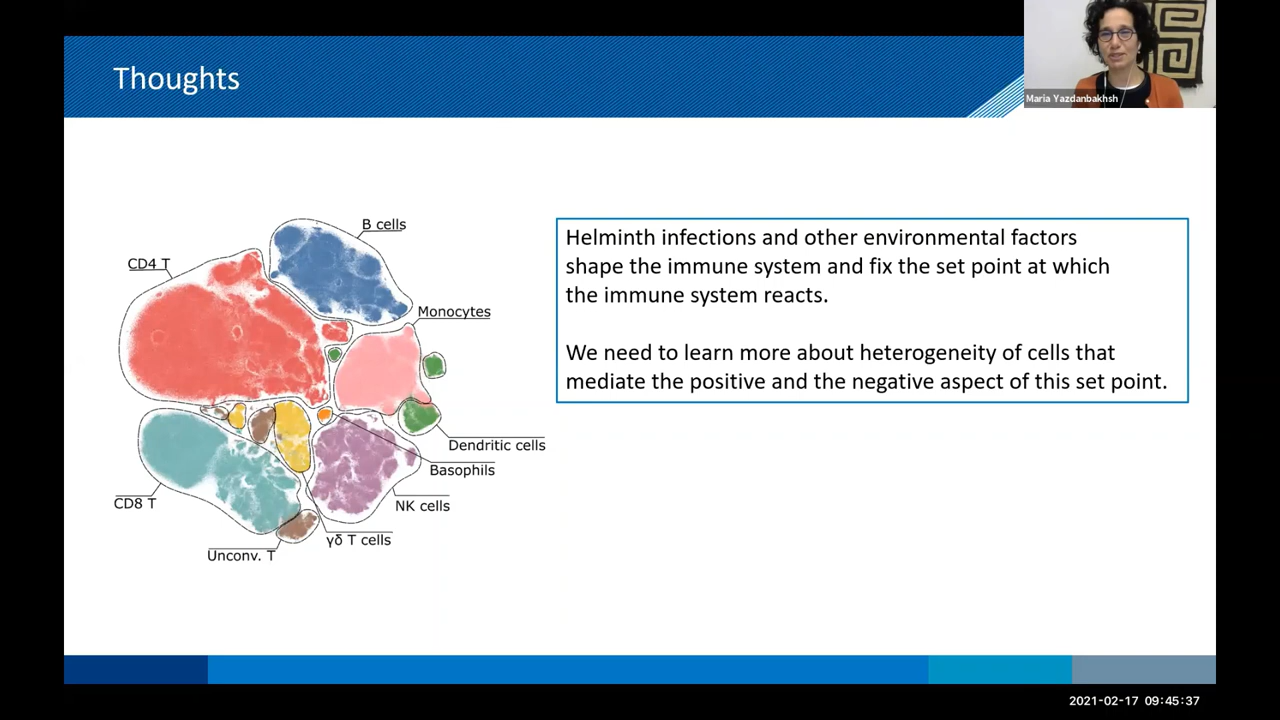 Thoughts
Maria Yazdanbakhsh
B cells
CD4 T
Monocytes
Dendritic cells
Basophils
NK cells
CD8 T
γδ T cells
Unconv. T
Helminth infections and other environmental factors
shape the immune system and fix the set point at which
the immune system reacts.
We need to learn more about heterogeneity of cells that
mediate the positive and the negative aspect of this set point.
2021-02-17 09:45:37